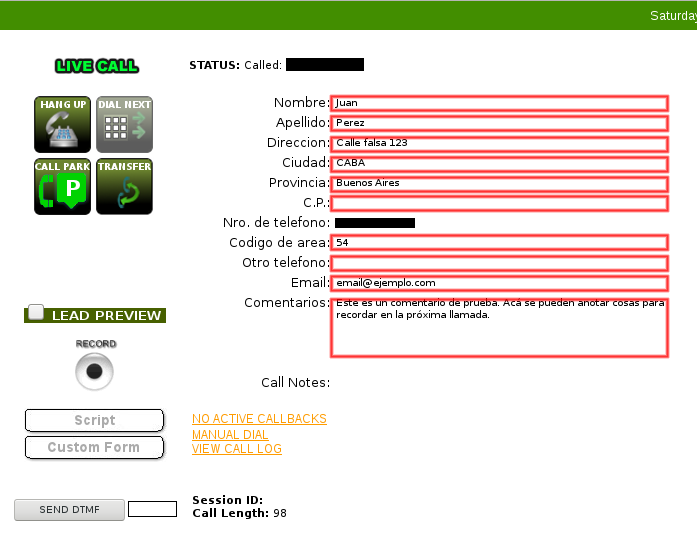 Saturday
LIVE CALL
STATUS: Called:
HANG UP
DIAL NEXT
CALL PARK
P
TRANSFER
Nombre: Juan
Apellido: Perez
Direccion: Calle falsa 123
Ciudad: CABA
Provincia: Buenos Aires
C.P.:
Nro. de telefono:
Codigo de area: 54
Otro telefono:
Email: email@ejemplo.com
Comentarios: Este es un comentario de prueba. Aca se pueden anotar cosas para
recordar en la próxima llamada.
LEAD PREVIEW
RECORD
Call Notes:
Script
Custom Form
NO ACTIVE CALLBACKS
MANUAL DIAL
VIEW CALL LOG
SEND DTMF
Session ID:
Call Length: 98